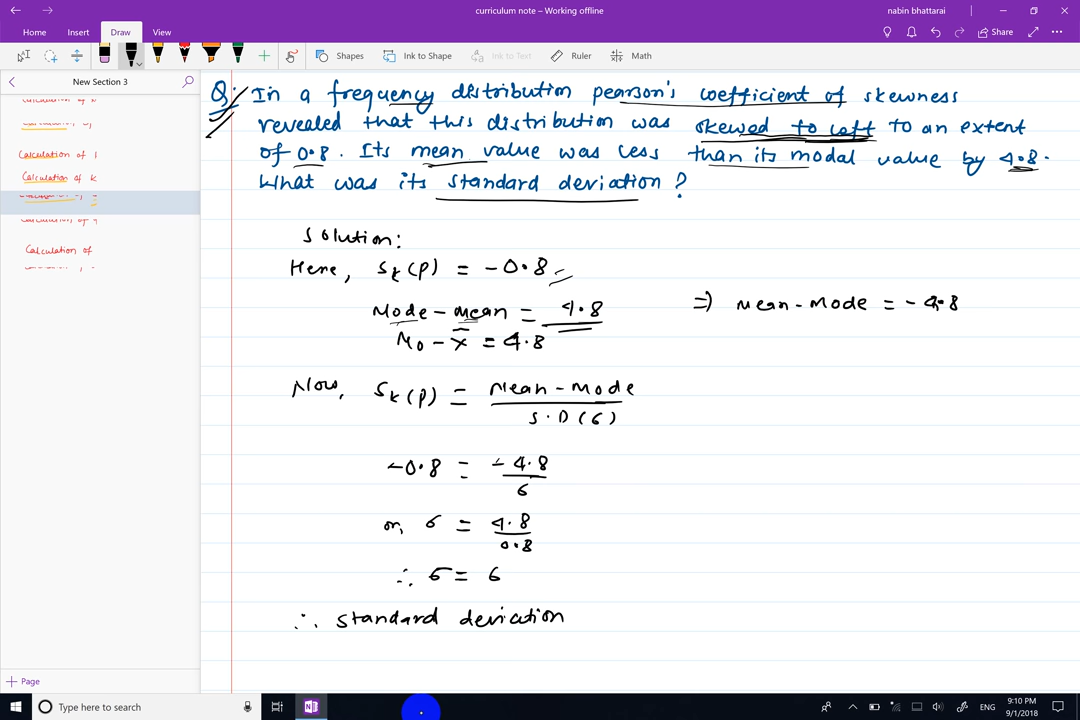 curriculum note – Working offline
nabin bhattarai
Home Insert Draw View
Share
Shapes Ink to Shape Ink to Text Ruler Math
New Section 3
Calculation of
Calculation of
Calculation of k
Calculation of
Page
Q. In a frequency distribution pearson's coefficient of skewness
revealed that this distribution was skewed to left to an extent
of 0.8. Its mean value was less than its modal value by 4.8.
What was its standard deviation?
Solution:
Here, Sk(P) = -0.8
Mode - mean = 4.8 ⇒ Mean - Mode = -4.8
M0 - x̄ = 4.8
Now, Sk(P) = Mean - Mode / S.D(σ)
-0.8 = -4.8 / σ
or, σ = 4.8 / 0.8
∴ σ = 6
∴ standard deviation
Type here to search
ENG
9:10 PM
9/1/2018